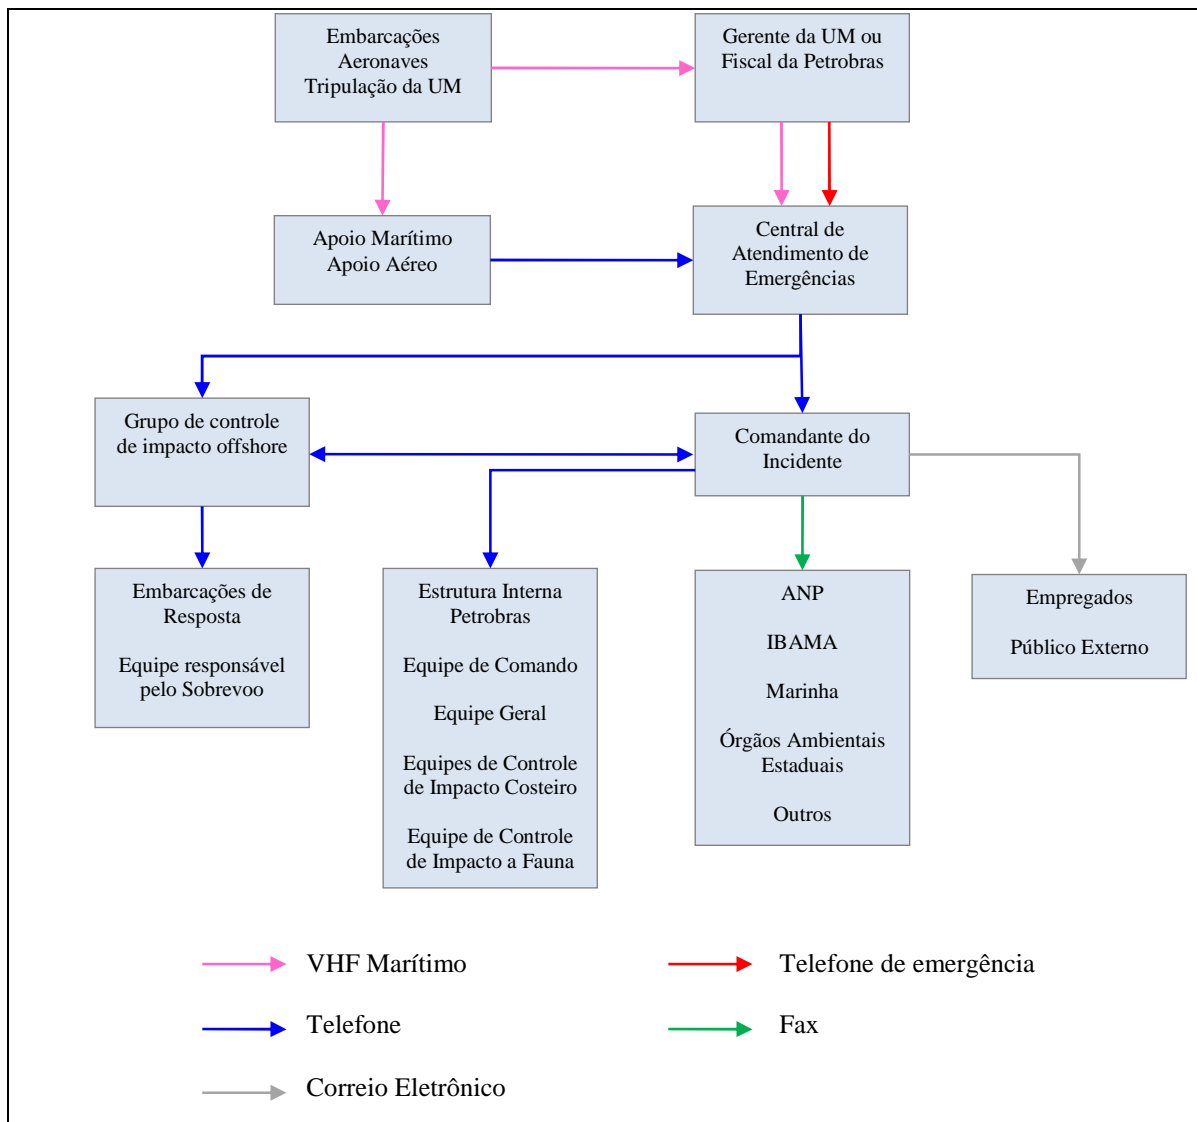 Embarcações
Aeronaves
Tripulação da UM
Gerente da UM ou
Fiscal da Petrobras
Apoio Marítimo
Apoio Aéreo
Central de
Atendimento de
Emergências
Grupo de controle
de impacto offshore
Comandante do
Incidente
Embarcações de
Resposta
Equipe responsável
pelo Sobrevoo
Estrutura Interna
Petrobras
Equipe de Comando
Equipe Geral
Equipes de Controle
de Impacto Costeiro
Equipe de Controle
de Impacto a Fauna
ANP
IBAMA
Marinha
Órgãos Ambientais
Estaduais
Outros
Empregados
Público Externo
VHF Marítimo
Telefone de emergência
Telefone
Fax
Correio Eletrônico